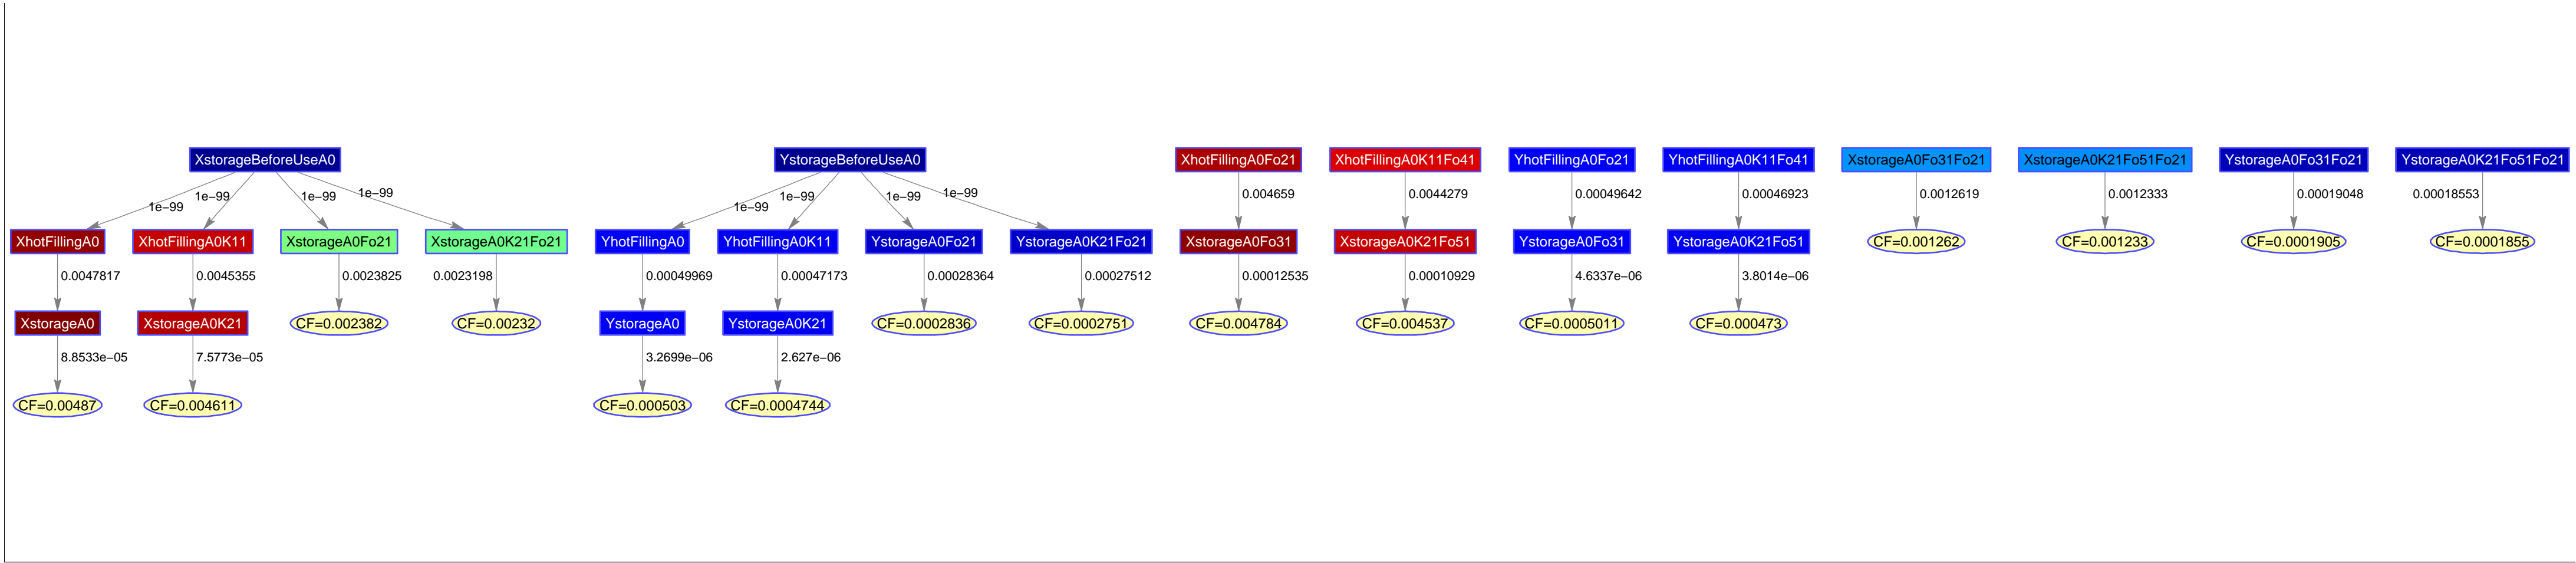 XstorageBeforeUseA0 YstorageBeforeUseA0 XhotFillingA0Fo21 XhotFillingA0K11Fo41 YhotFillingA0Fo21 YhotFillingA0K11Fo41 XstorageA0Fo31Fo21 XstorageA0K21Fo51Fo21 YstorageA0Fo31Fo21 YstorageA0K21Fo51Fo21
1e−99 1e−99 1e−99 1e−99 1e−99 1e−99 1e−99 1e−99 0.004659 0.0044279 0.00049642 0.00046923 0.0012619 0.0012333 0.00019048 0.00018553
XhotFillingA0 XhotFillingA0K11 XstorageA0Fo21 XstorageA0K21Fo21 YhotFillingA0 YhotFillingA0K11 YstorageA0Fo21 YstorageA0K21Fo21 XstorageA0Fo31 XstorageA0K21Fo51 YstorageA0Fo31 YstorageA0K21Fo51 CF=0.001262 CF=0.001233 CF=0.0001905 CF=0.0001855
0.0047817 0.0045355 0.0023825 0.0023198 0.00049969 0.00047173 0.00028364 0.00027512 0.00012535 0.00010929 4.6337e−06 3.8014e−06
XstorageA0 XstorageA0K21 CF=0.002382 CF=0.00232 YstorageA0 YstorageA0K21 CF=0.0002836 CF=0.0002751 CF=0.004784 CF=0.004537 CF=0.0005011 CF=0.000473
8.8533e−05 7.5773e−05 3.2699e−06 2.627e−06
CF=0.00487 CF=0.004611 CF=0.000503 CF=0.0004744